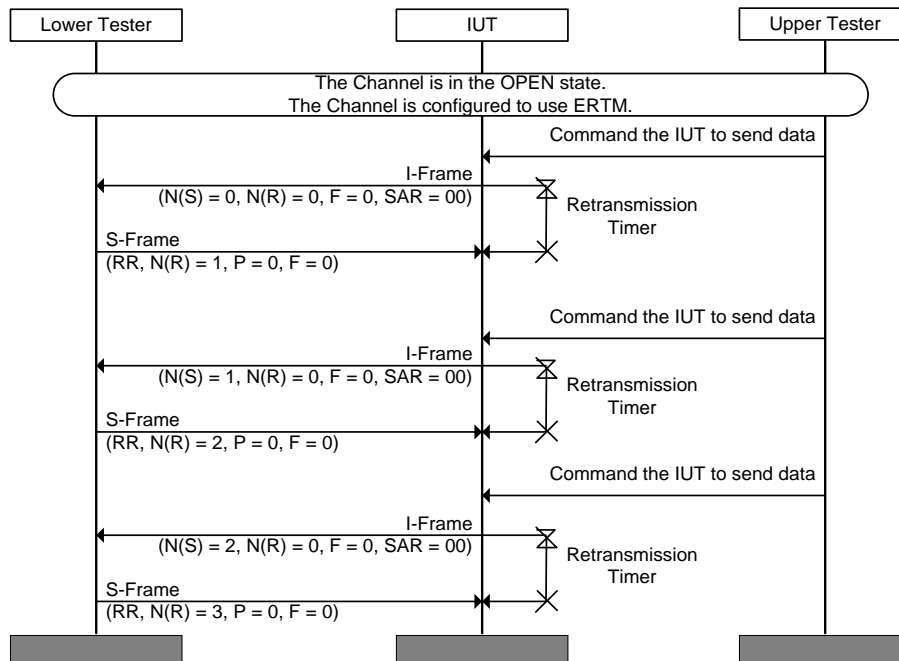 Lower Tester
IUT
Upper Tester
The Channel is in the OPEN state.
The Channel is configured to use ERTM.
Command the IUT to send data
I-Frame
(N(S) = 0, N(R) = 0, F = 0, SAR = 00)
Retransmission
Timer
S-Frame
(RR, N(R) = 1, P = 0, F = 0)
Command the IUT to send data
I-Frame
(N(S) = 1, N(R) = 0, F = 0, SAR = 00)
Retransmission
Timer
S-Frame
(RR, N(R) = 2, P = 0, F = 0)
Command the IUT to send data
I-Frame
(N(S) = 2, N(R) = 0, F = 0, SAR = 00)
Retransmission
Timer
S-Frame
(RR, N(R) = 3, P = 0, F = 0)